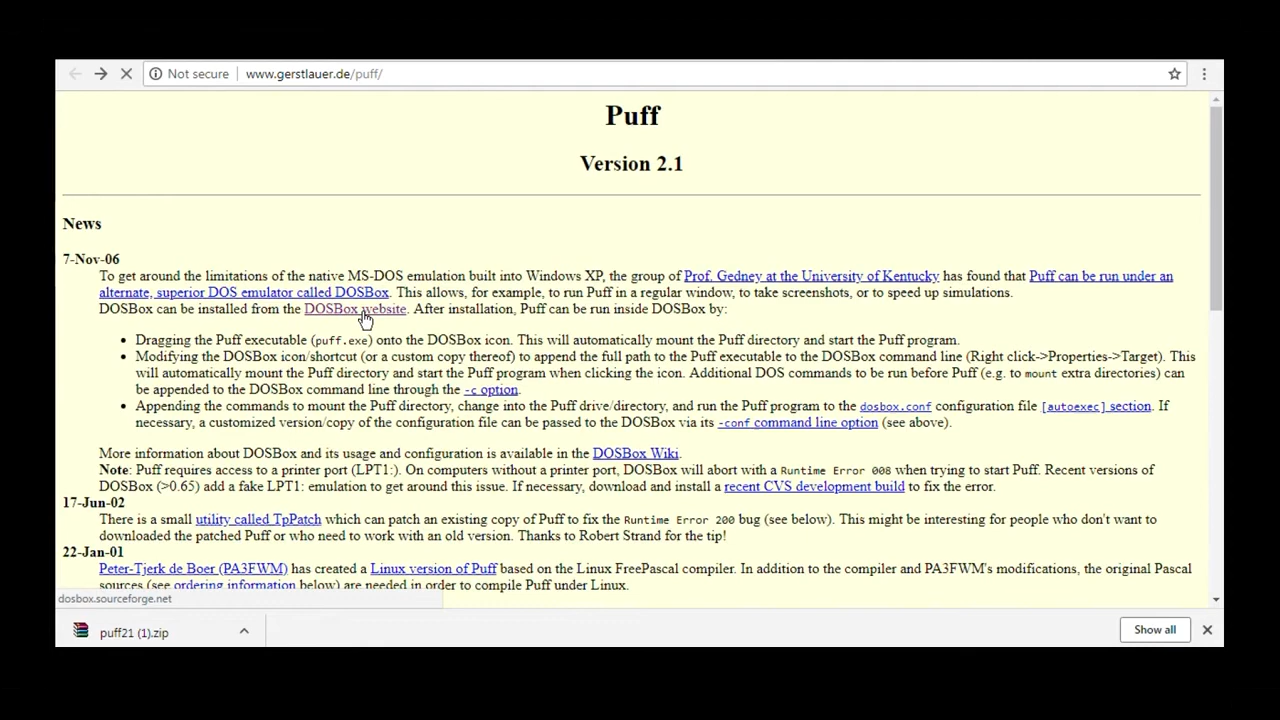 Not secure | www.gerstlauer.de/puff/
Puff
Version 2.1
News
7-Nov-06
To get around the limitations of the native MS-DOS emulation built into Windows XP, the group of Prof. Gedney at the University of Kentucky has found that Puff can be run under an
alternate, superior DOS emulator called DOSBox. This allows, for example, to run Puff in a regular window, to take screenshots, or to speed up simulations.
DOSBox can be installed from the DOSBox website. After installation, Puff can be run inside DOSBox by:
• Dragging the Puff executable (puff.exe) onto the DOSBox icon. This will automatically mount the Puff directory and start the Puff program.
• Modifying the DOSBox icon/shortcut (or a custom copy thereof) to append the full path to the Puff executable to the DOSBox command line (Right click->Properties->Target). This
will automatically mount the Puff directory and start the Puff program when clicking the icon. Additional DOS commands to be run before Puff (e.g. to mount extra directories) can
be appended to the DOSBox command line through the -c option.
• Appending the commands to mount the Puff directory, change into the Puff drive/directory, and run the Puff program to the dosbox.conf configuration file [autoexec] section. If
necessary, a customized version/copy of the configuration file can be passed to the DOSBox via its -conf command line option (see above).
More information about DOSBox and its usage and configuration is available in the DOSBox Wiki.
Note: Puff requires access to a printer port (LPT1:). On computers without a printer port, DOSBox will abort with a Runtime Error 008 when trying to start Puff. Recent versions of
DOSBox (>0.65) add a fake LPT1: emulation to get around this issue. If necessary, download and install a recent CVS development build to fix the error.
17-Jun-02
There is a small utility called TpPatch which can patch an existing copy of Puff to fix the Runtime Error 200 bug (see below). This might be interesting for people who don't want to
downloaded the patched Puff or who need to work with an old version. Thanks to Robert Strand for the tip!
22-Jan-01
Peter-Tjerk de Boer (PA3FWM) has created a Linux version of Puff based on the Linux FreePascal compiler. In addition to the compiler and PA3FWM's modifications, the original Pascal
sources (see ordering information below) are needed in order to compile Puff under Linux.
dosbox.sourceforge.net
puff21 (1).zip
Show all